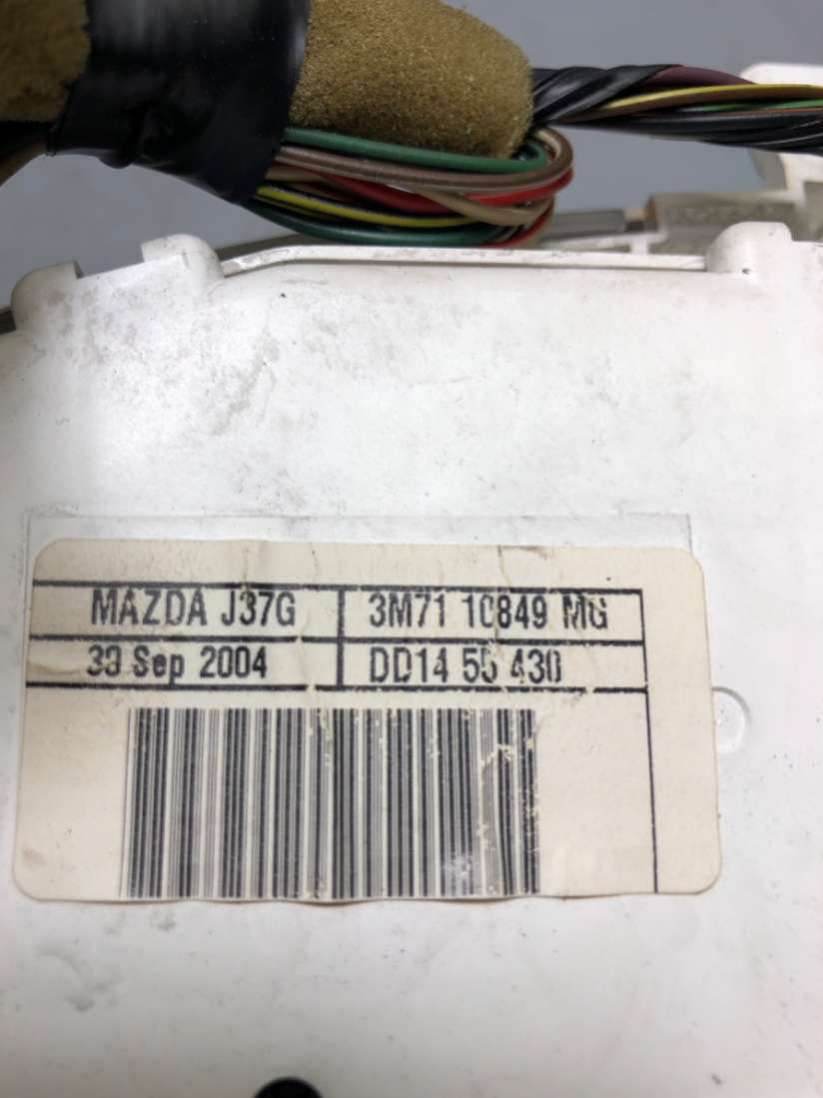 MAZDA J37G 3M71 10849 MG
30 Sep 2004 DD14 55 430